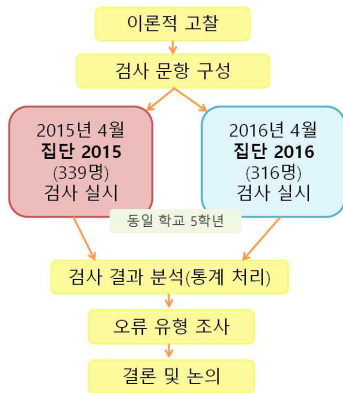 이론적 고찰
검사 문항 구성
2015년 4월
집단 2015
(339명)
검사 실시
2016년 4월
집단 2016
(316명)
검사 실시
동일 학교 5학년
검사 결과 분석(통계 처리)
오류 유형 조사
결론 및 논의